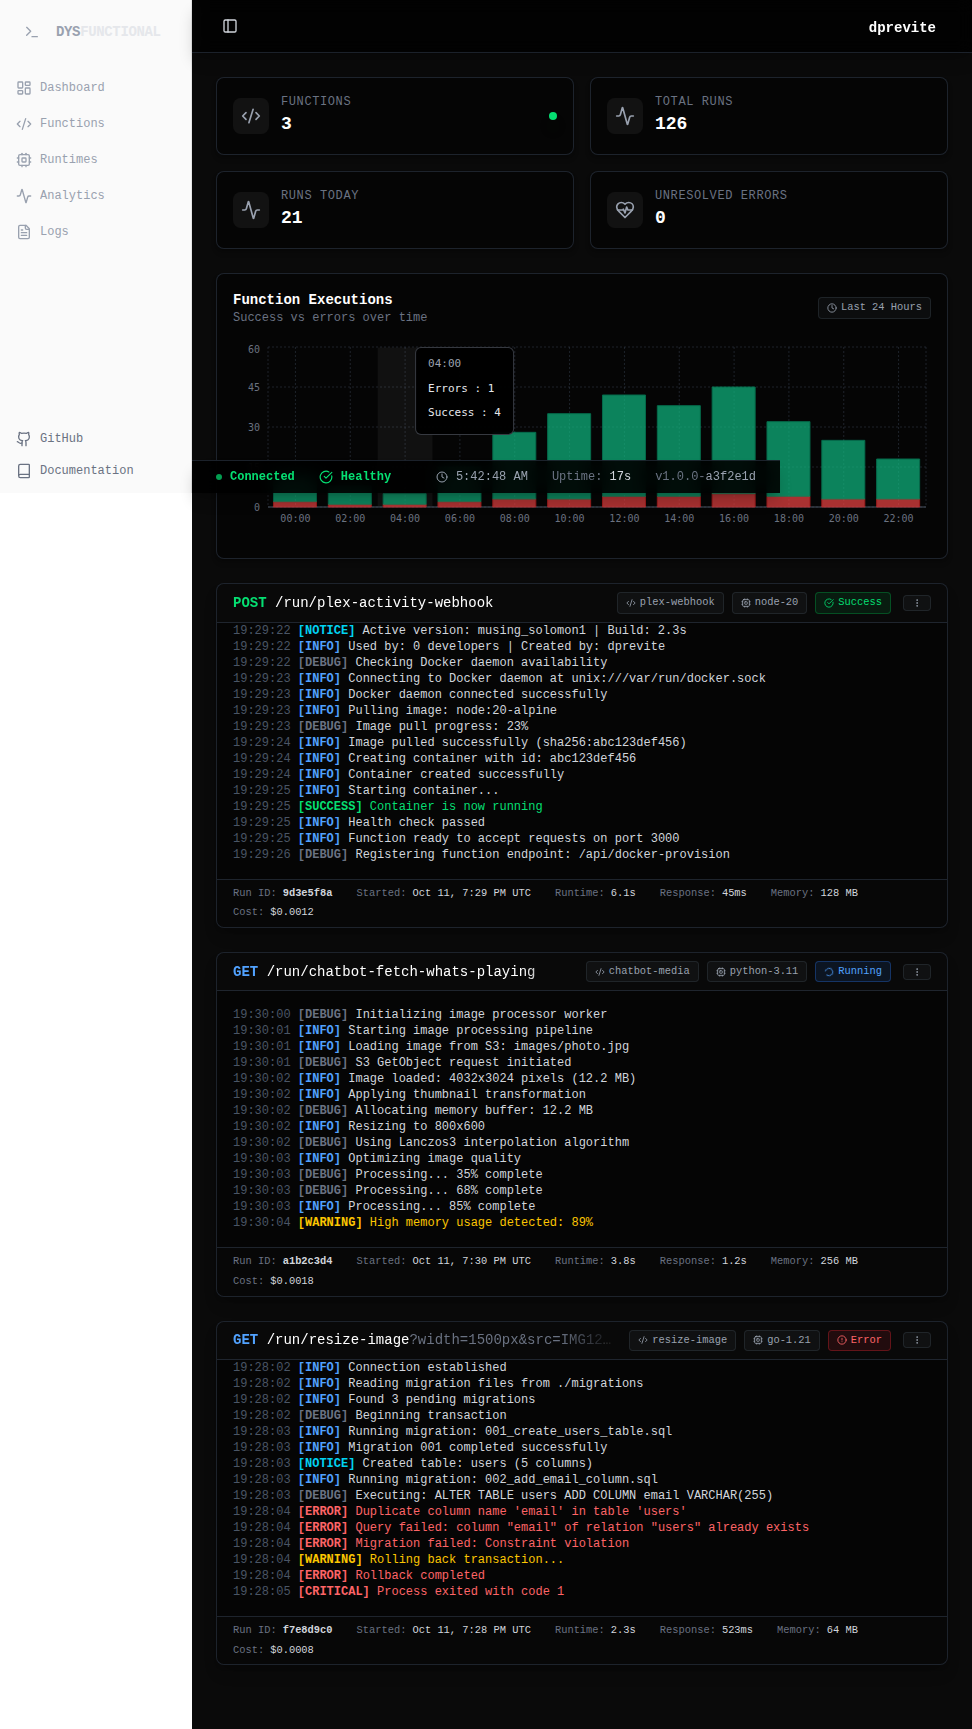 DYSFUNCTIONAL
Dashboard
Functions
Runtimes
Analytics
Logs
GitHub
Documentation
dprevite
FUNCTIONS
3
TOTAL RUNS
126
RUNS TODAY
21
UNRESOLVED ERRORS
0
Function Executions
Success vs errors over time
Last 24 Hours
60
45
30
0
04:00
Errors : 1
Success : 4
Connected Healthy 5:42:48 AM Uptime: 17s v1.0.0-a3f2e1d
00:00 02:00 04:00 06:00 08:00 10:00 12:00 14:00 16:00 18:00 20:00 22:00
POST /run/plex-activity-webhook plex-webhook node-20 Success
19:29:22 [NOTICE] Active version: musing_solomon1 | Build: 2.3s
19:29:22 [INFO] Used by: 0 developers | Created by: dprevite
19:29:22 [DEBUG] Checking Docker daemon availability
19:29:23 [INFO] Connecting to Docker daemon at unix:///var/run/docker.sock
19:29:23 [INFO] Docker daemon connected successfully
19:29:23 [INFO] Pulling image: node:20-alpine
19:29:23 [DEBUG] Image pull progress: 23%
19:29:24 [INFO] Image pulled successfully (sha256:abc123def456)
19:29:24 [INFO] Creating container with id: abc123def456
19:29:24 [INFO] Container created successfully
19:29:25 [INFO] Starting container...
19:29:25 [SUCCESS] Container is now running
19:29:25 [INFO] Health check passed
19:29:25 [INFO] Function ready to accept requests on port 3000
19:29:26 [DEBUG] Registering function endpoint: /api/docker-provision
Run ID: 9d3e5f8a Started: Oct 11, 7:29 PM UTC Runtime: 6.1s Response: 45ms Memory: 128 MB
Cost: $0.0012
GET /run/chatbot-fetch-whats-playing chatbot-media python-3.11 Running
19:30:00 [DEBUG] Initializing image processor worker
19:30:01 [INFO] Starting image processing pipeline
19:30:01 [INFO] Loading image from S3: images/photo.jpg
19:30:01 [DEBUG] S3 GetObject request initiated
19:30:02 [INFO] Image loaded: 4032x3024 pixels (12.2 MB)
19:30:02 [INFO] Applying thumbnail transformation
19:30:02 [DEBUG] Allocating memory buffer: 12.2 MB
19:30:02 [INFO] Resizing to 800x600
19:30:02 [DEBUG] Using Lanczos3 interpolation algorithm
19:30:03 [INFO] Optimizing image quality
19:30:03 [DEBUG] Processing... 35% complete
19:30:03 [DEBUG] Processing... 68% complete
19:30:03 [INFO] Processing... 85% complete
19:30:04 [WARNING] High memory usage detected: 89%
Run ID: a1b2c3d4 Started: Oct 11, 7:30 PM UTC Runtime: 3.8s Response: 1.2s Memory: 256 MB
Cost: $0.0018
GET /run/resize-image?width=1500px&src=IMG12… resize-image go-1.21 Error
19:28:02 [INFO] Connection established
19:28:02 [INFO] Reading migration files from ./migrations
19:28:02 [INFO] Found 3 pending migrations
19:28:02 [DEBUG] Beginning transaction
19:28:03 [INFO] Running migration: 001_create_users_table.sql
19:28:03 [INFO] Migration 001 completed successfully
19:28:03 [NOTICE] Created table: users (5 columns)
19:28:03 [INFO] Running migration: 002_add_email_column.sql
19:28:03 [DEBUG] Executing: ALTER TABLE users ADD COLUMN email VARCHAR(255)
19:28:04 [ERROR] Duplicate column name 'email' in table 'users'
19:28:04 [ERROR] Query failed: column "email" of relation "users" already exists
19:28:04 [ERROR] Migration failed: Constraint violation
19:28:04 [WARNING] Rolling back transaction...
19:28:04 [ERROR] Rollback completed
19:28:05 [CRITICAL] Process exited with code 1
Run ID: f7e8d9c0 Started: Oct 11, 7:28 PM UTC Runtime: 2.3s Response: 523ms Memory: 64 MB
Cost: $0.0008